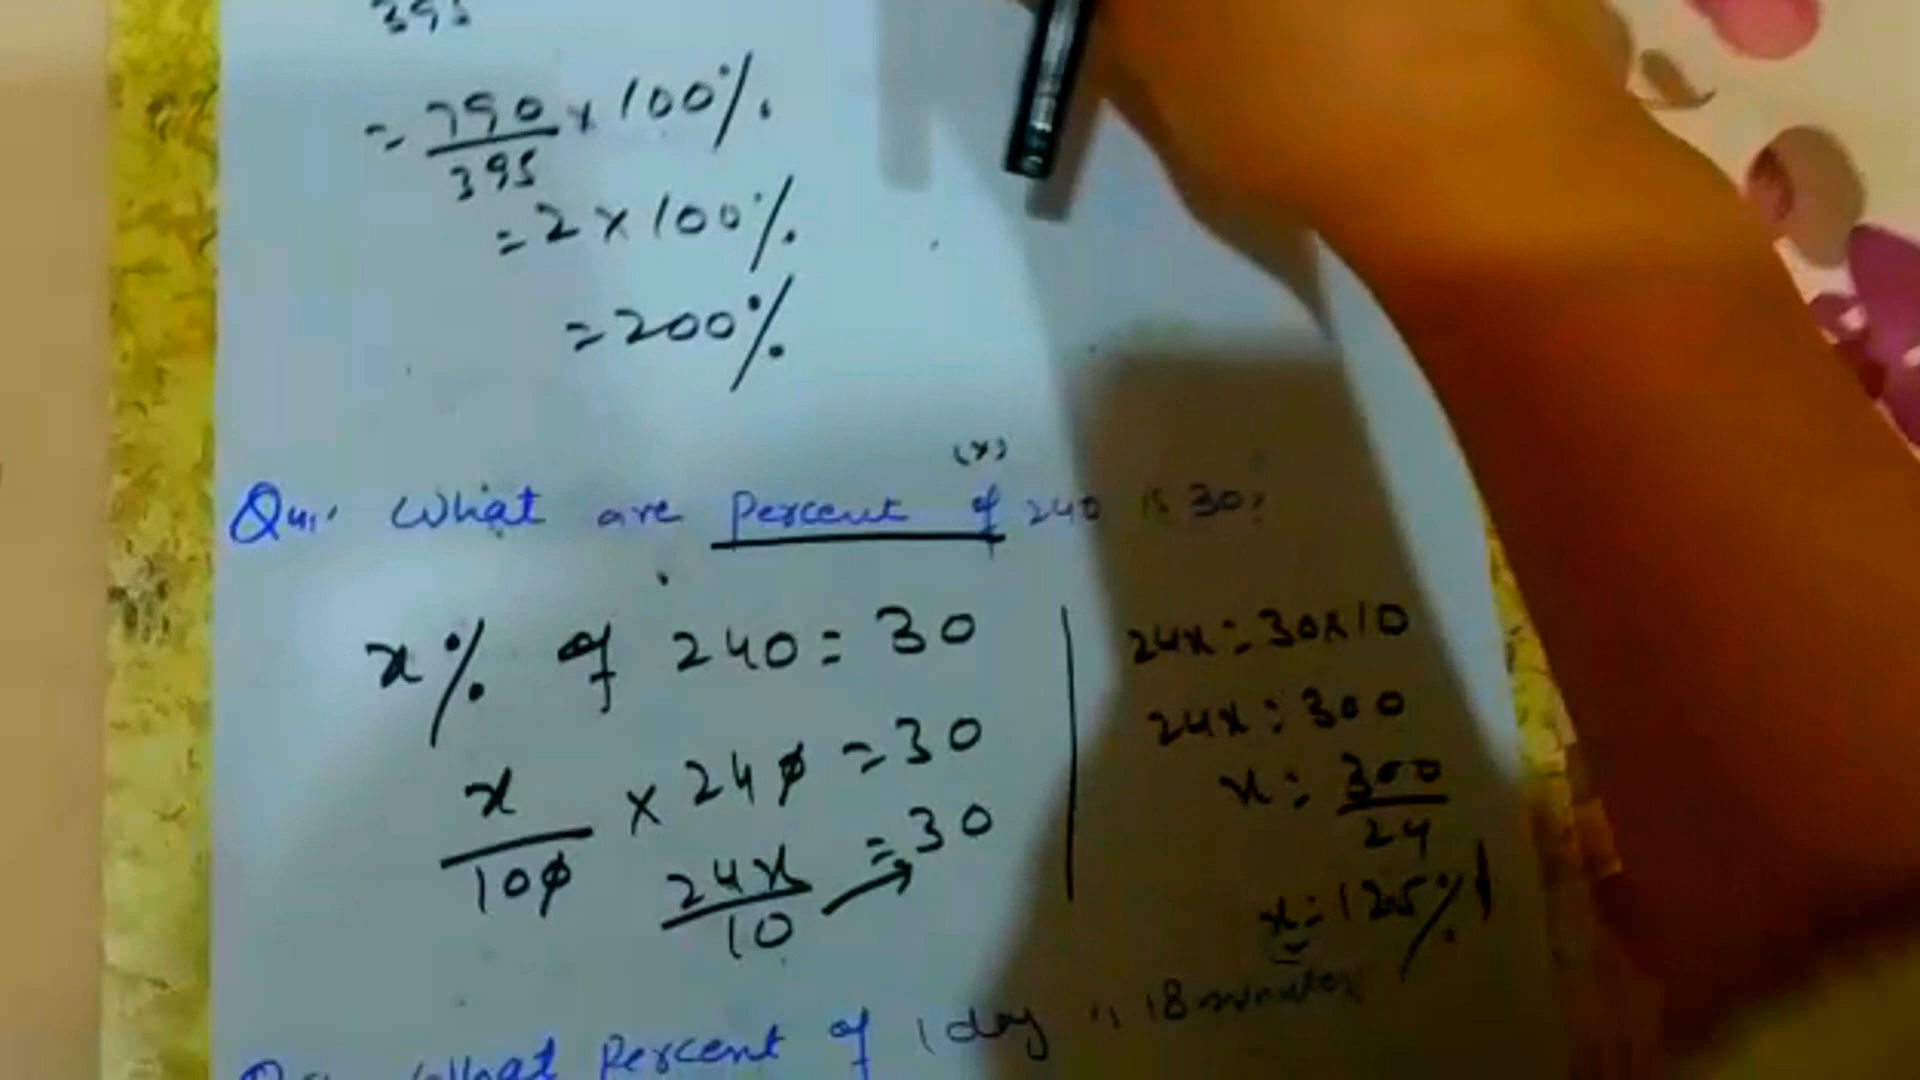 395
= 790/395 x 100%
= 2 x 100%
= 200%
(x)
Qu. What are Percent of 240 is 30?
x% of 240 = 30
x/100 x 240 = 30
24x/10 = 30
24x = 30x10
24x = 300
x = 300/24
x = 12.5%
What Percent of 1 day is 18 minutes